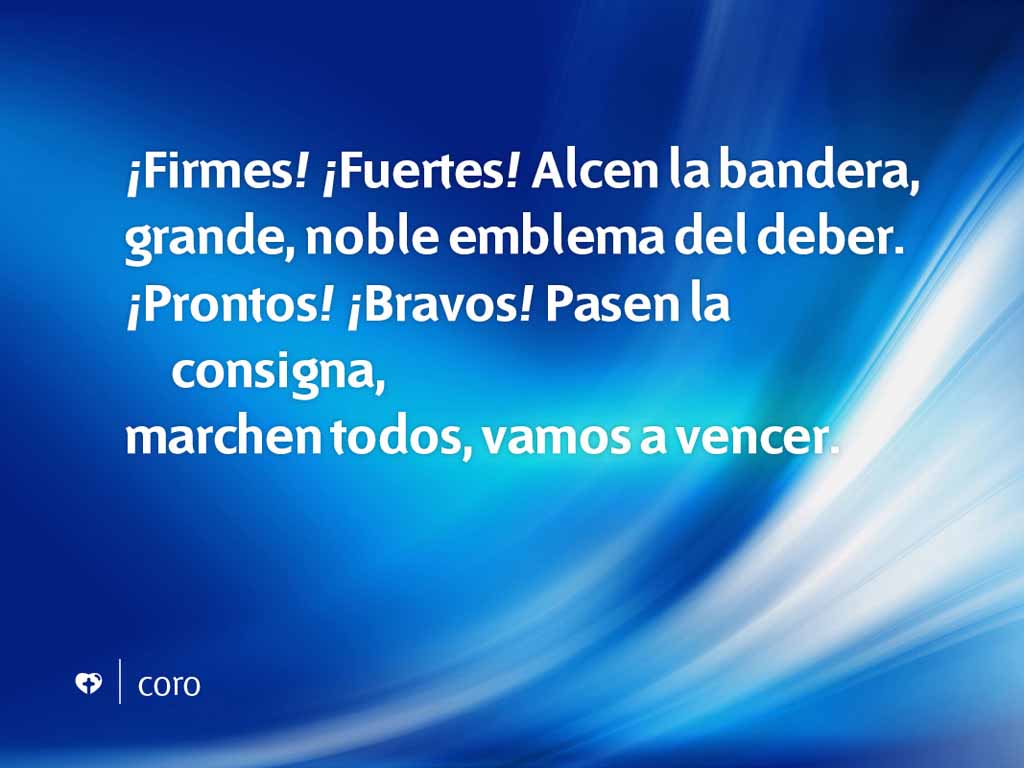 ¡Firmes! ¡Fuertes! Alcen la bandera,
grande, noble emblema del deber.
¡Prontos! ¡Bravos! Pasen la
consigna,
marchen todos, vamos a vencer.
coro